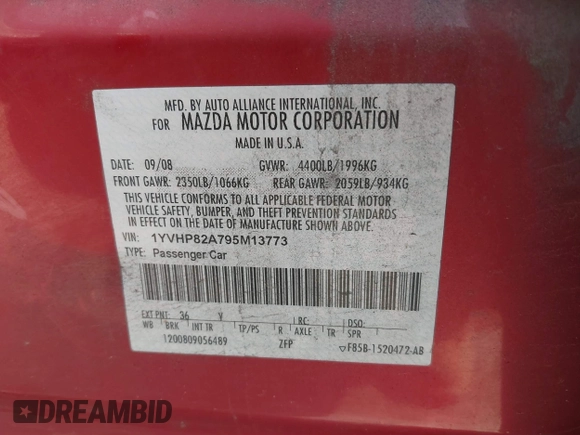 MFD. BY AUTO ALLIANCE INTERNATIONAL, INC.
FOR MAZDA MOTOR CORPORATION
MADE IN U.S.A.
DATE: 09/08 GVWR: 4400LB/1996KG
FRONT GAWR: 2350LB/1066KG REAR GAWR: 2059LB/934KG
THIS VEHICLE CONFORMS TO ALL APPLICABLE FEDERAL MOTOR
VEHICLE SAFETY, BUMPER, AND THEFT PREVENTION STANDARDS
IN EFFECT ON THE DATE OF MANUFACTURE SHOWN ABOVE.
VIN: 1YVHP82A795M13773
TYPE: Passenger Car
EXT PNT: 36 V RC: DSO:
WB BRK INT TR TP/PS R AXLE TR SPR
1200809056489 ZFP ▽F85B-1520472-AB
DREAMBID